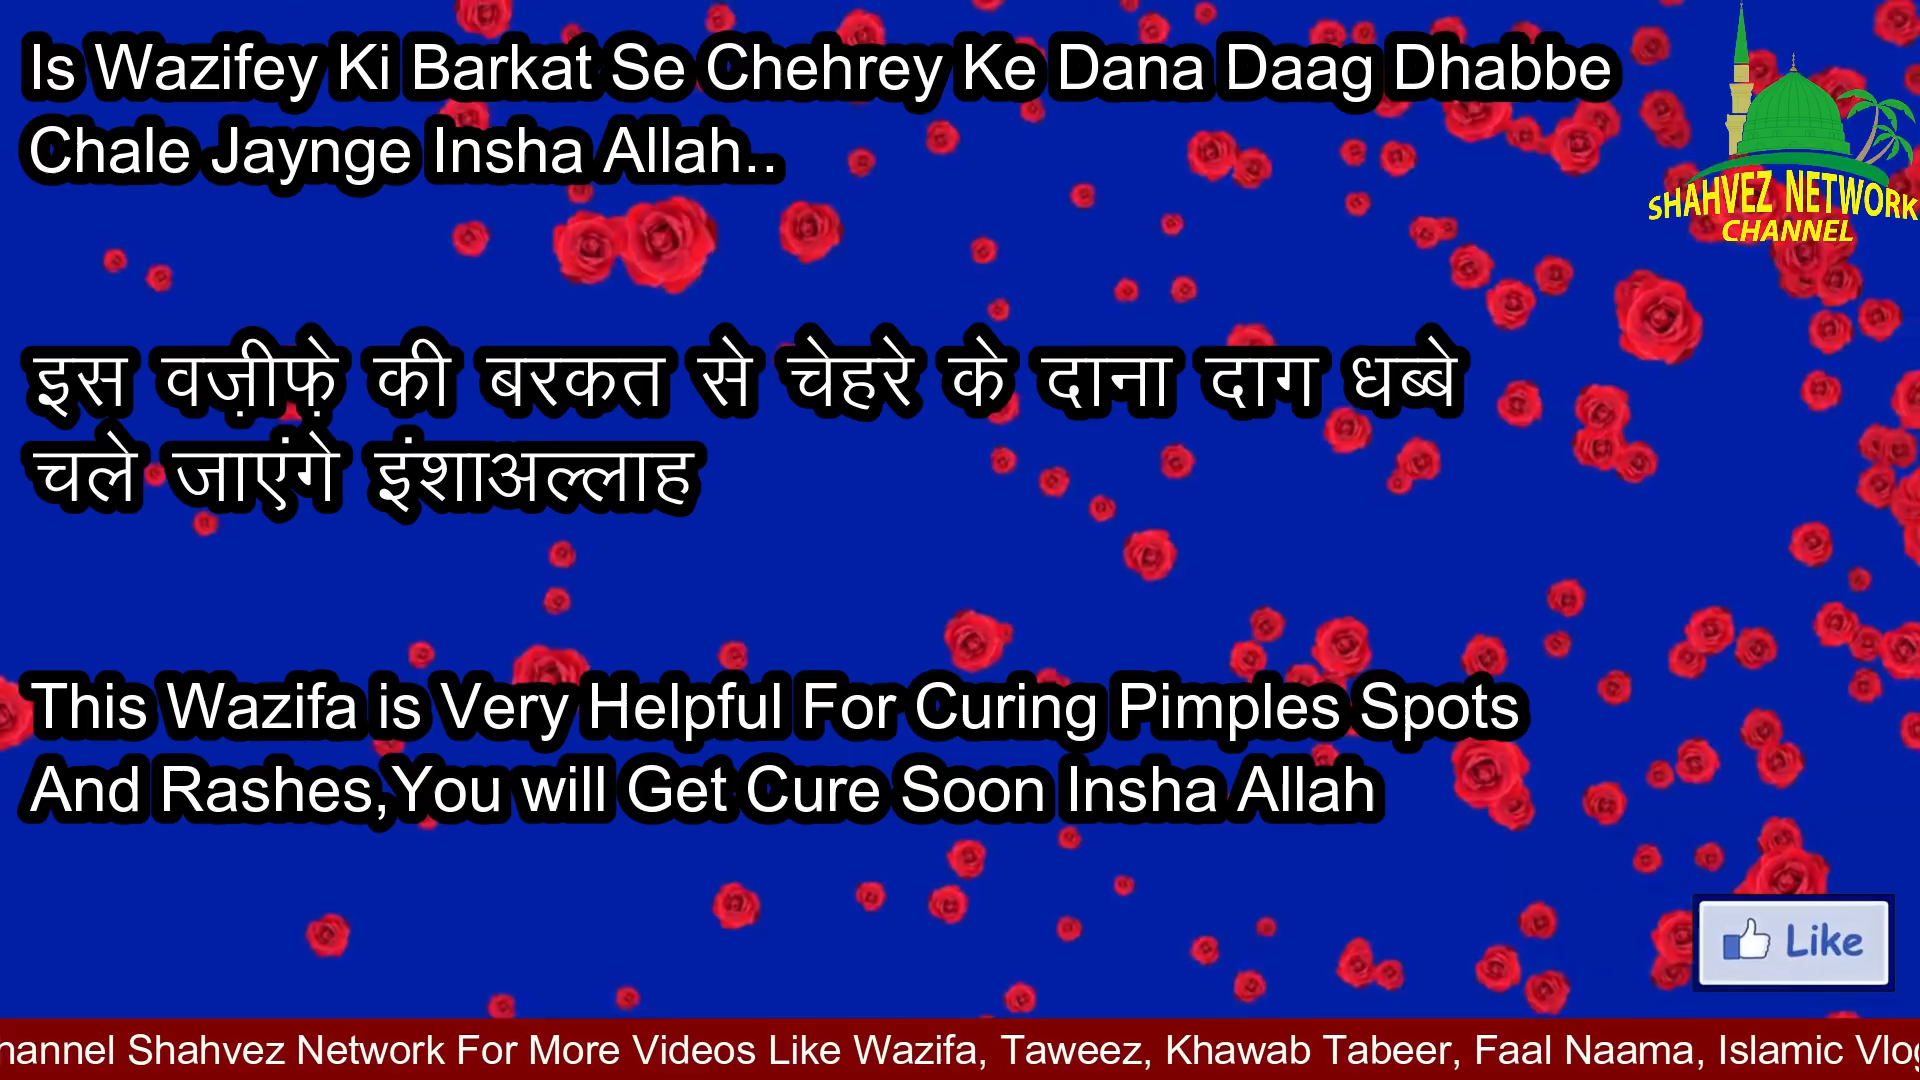 Is Wazifey Ki Barkat Se Chehrey Ke Dana Daag Dhabbe
Chale Jaynge Insha Allah..
SHAHVEZ NETWORK
CHANNEL
इस वज़ीफ़े की बरकत से चेहरे के दाना दाग धब्बे
चले जाएंगे इंशाअल्लाह
This Wazifa is Very Helpful For Curing Pimples Spots
And Rashes,You will Get Cure Soon Insha Allah
Like
hannel Shahvez Network For More Videos Like Wazifa, Taweez, Khawab Tabeer, Faal Naama, Islamic Vlog